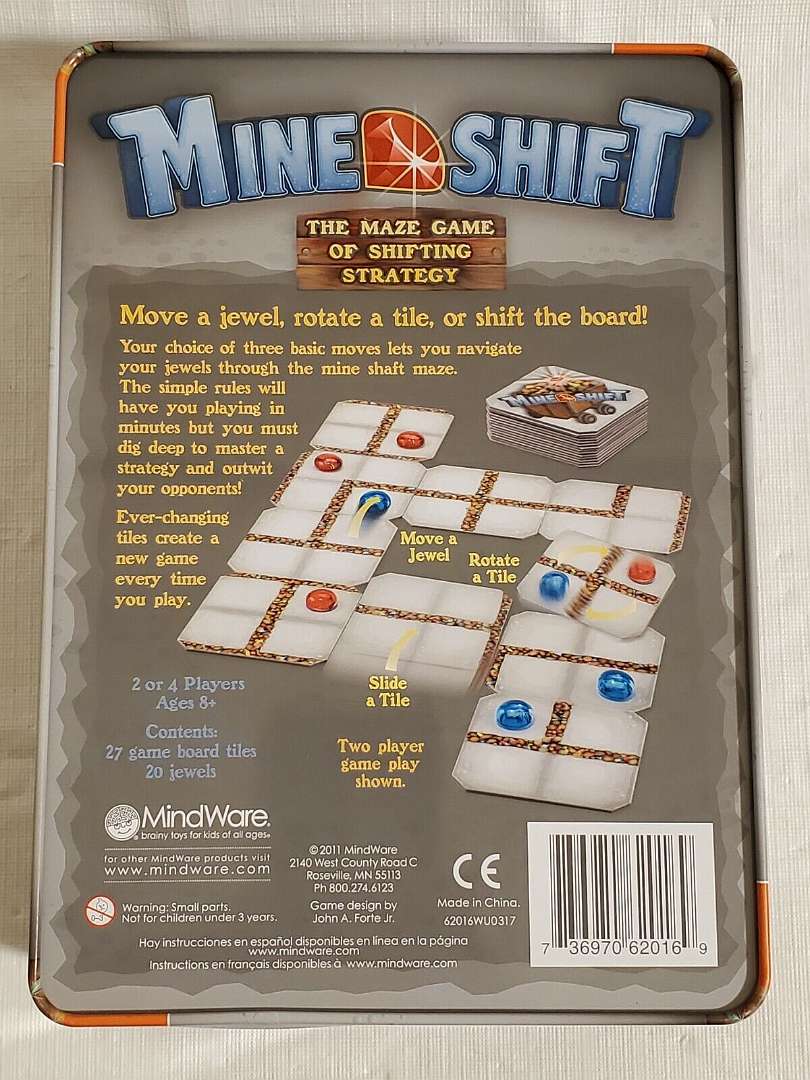 MINE SHIFT
THE MAZE GAME
OF SHIFTING
STRATEGY
Move a jewel, rotate a tile, or shift the board!
Your choice of three basic moves lets you navigate
your jewels through the mine shaft maze.
The simple rules will
have you playing in
minutes but you must
dig deep to master a
strategy and outwit
your opponents!
Ever-changing
tiles create a
new game
every time
you play.
MINE SHIFT
Move a
Jewel
Rotate
a Tile
Slide
a Tile
2 or 4 Players
Ages 8+
Contents:
27 game board tiles
20 jewels
Two player
game play
shown.
MindWare®
brainy toys for kids of all ages®
for other MindWare products visit
www.mindware.com
©2011 MindWare
2140 West County Road C
Roseville, MN 55113
Ph 800.274.6123
Game design by
John A. Forte Jr.
CE
Made in China.
62016WU0317
0-3
Warning: Small parts.
Not for children under 3 years.
Hay instrucciones en español disponibles en línea en la página
www.mindware.com
Instructions en français disponibles à www.mindware.com
7 36970 62016 9